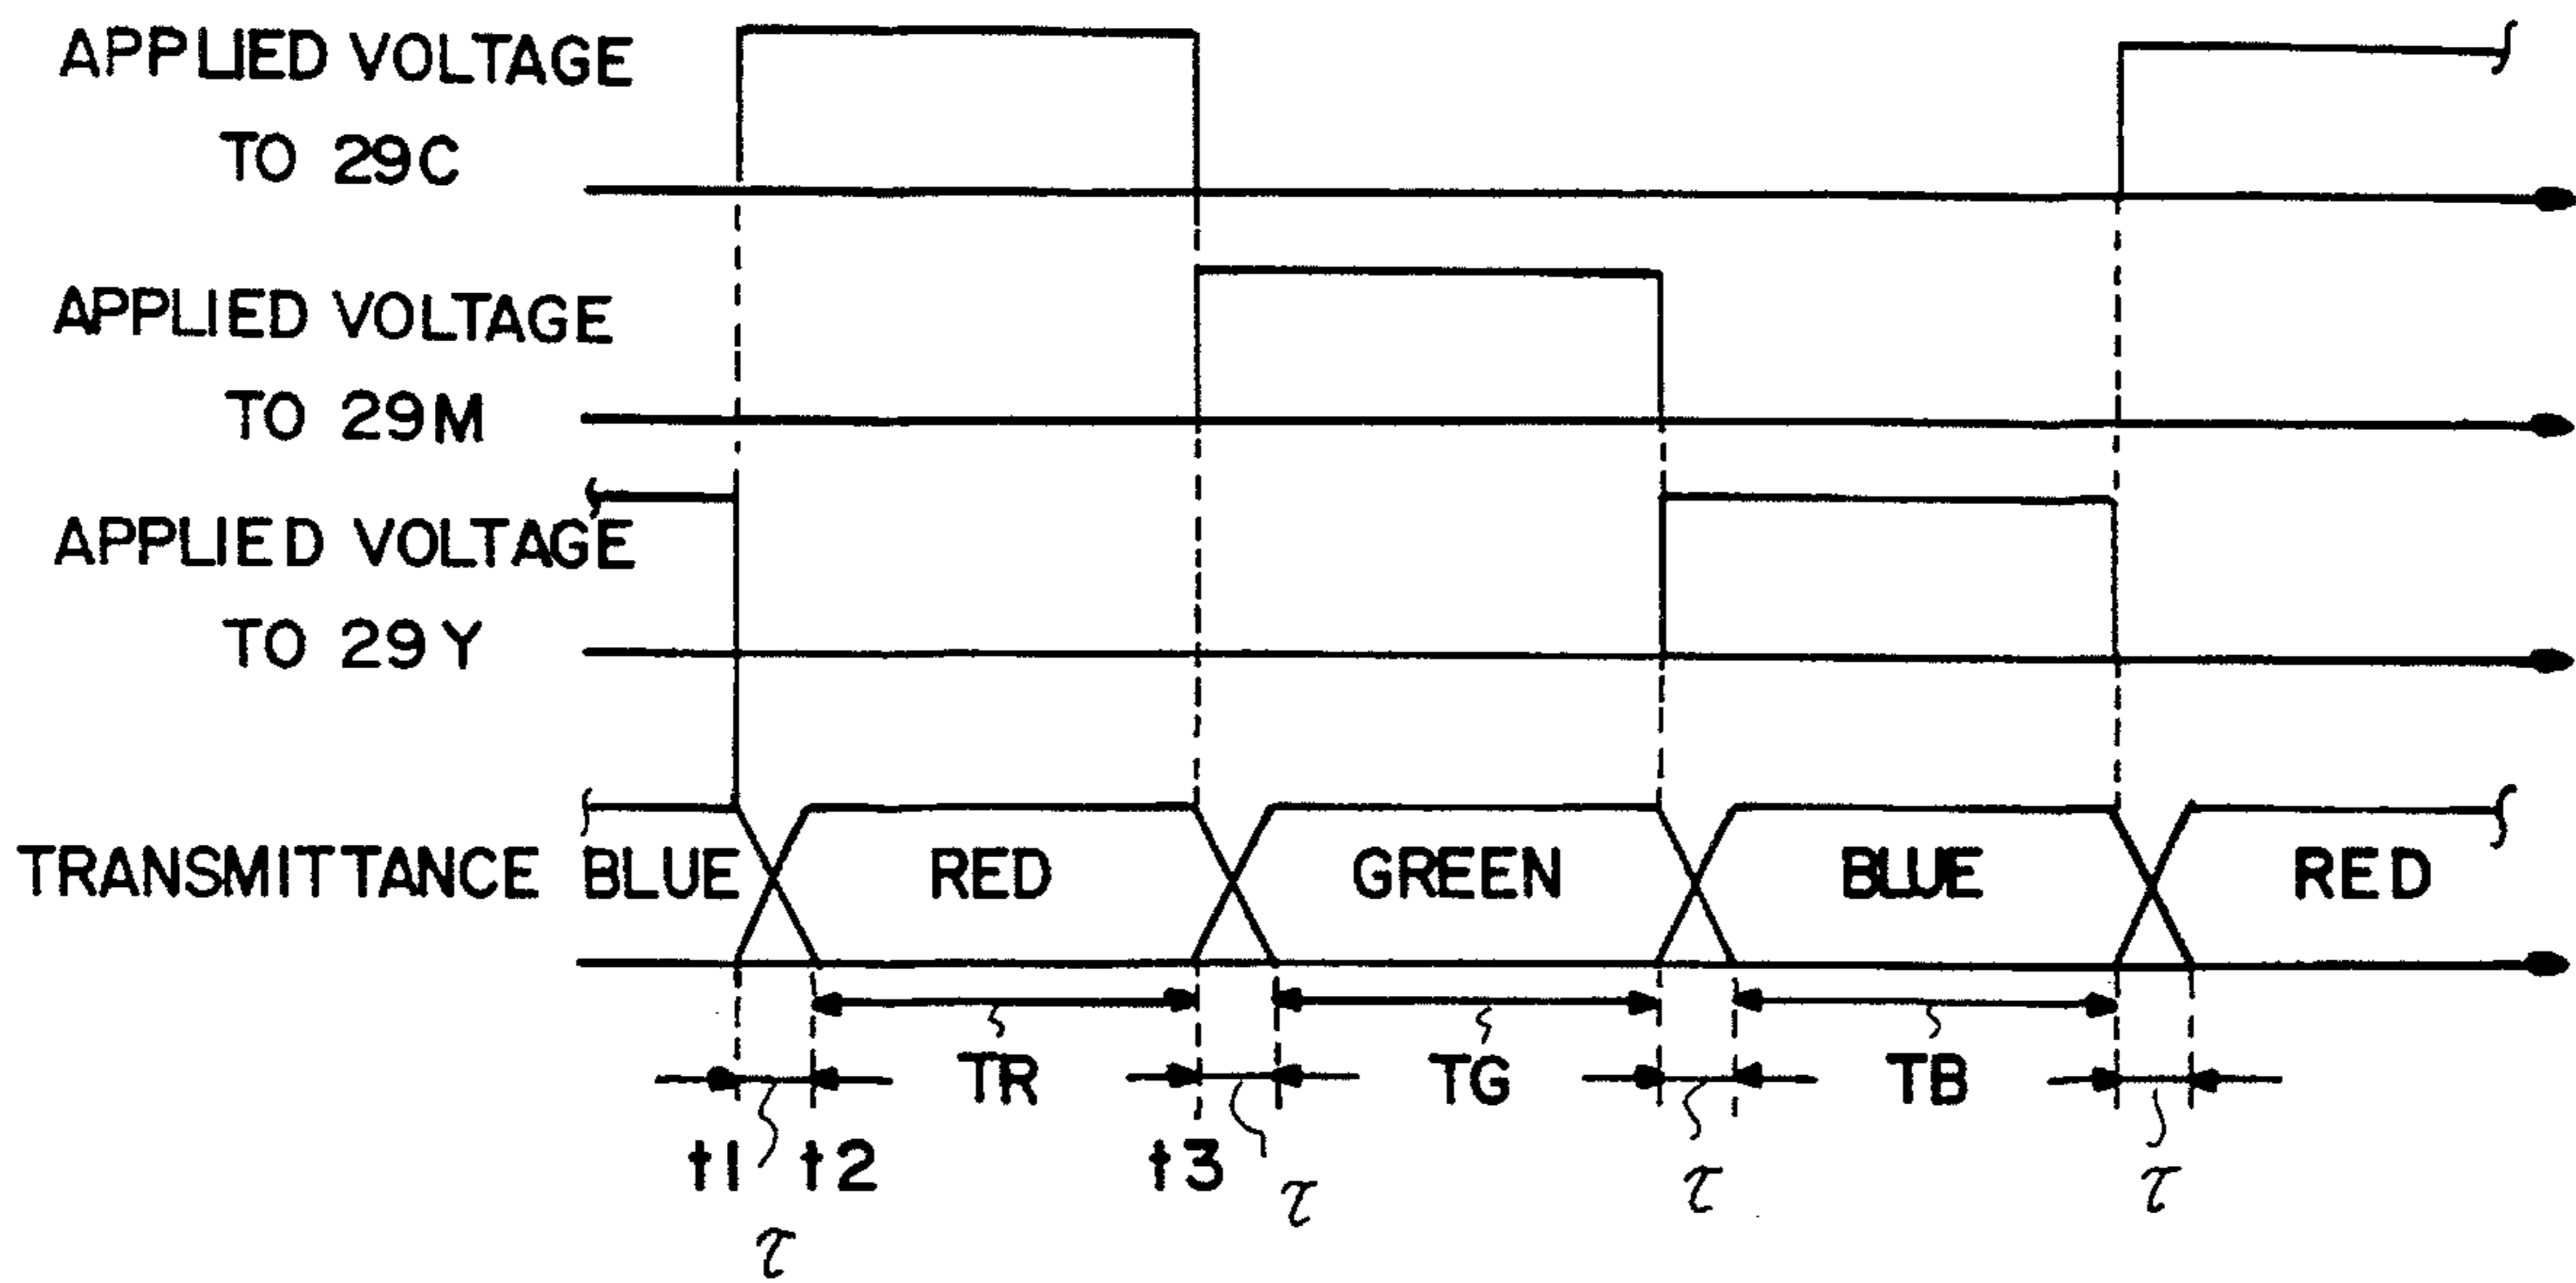 APPLIED VOLTAGE
TO 29C
APPLIED VOLTAGE
TO 29M
APPLIED VOLTAGE
TO 29Y
TRANSMITTANCE BLUE RED GREEN BLUE RED
TR TG TB
t1 t2 t3 τ τ τ
τ